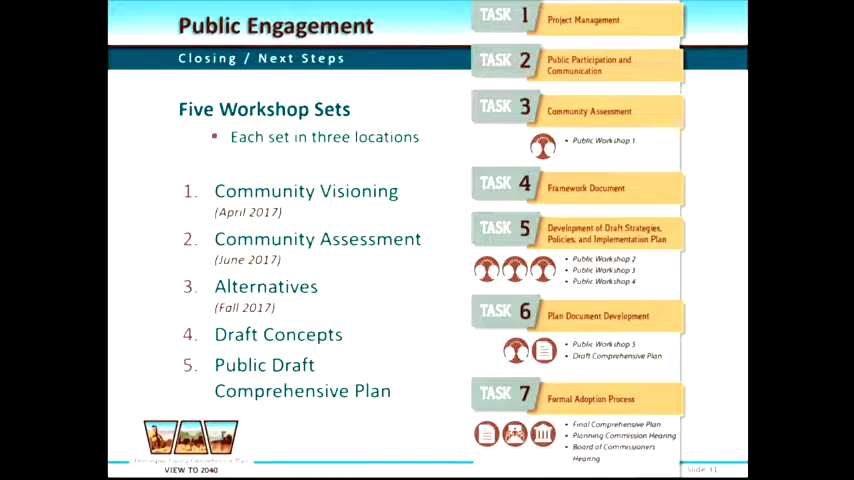 Public Engagement
Closing / Next Steps
Five Workshop Sets
▪ Each set in three locations
1. Community Visioning
(April 2017)
2. Community Assessment
(June 2017)
3. Alternatives
(Fall 2017)
4. Draft Concepts
5. Public Draft
Comprehensive Plan
TASK 1 Project Management
TASK 2 Public Participation and
Communication
TASK 3 Community Assessment
• Public Workshop 1
TASK 4 Framework Document
TASK 5 Development of Draft Strategies,
Policies, and Implementation Plan
• Public Workshop 2
• Public Workshop 3
• Public Workshop 4
TASK 6 Plan Document Development
• Public Workshop 5
• Draft Comprehensive Plan
TASK 7 Formal Adoption Process
• Final Comprehensive Plan
• Planning Commission Hearing
• Board of Commissioners
Hearing
County Comprehensive Plan
VIEW TO 2040
Slide 31